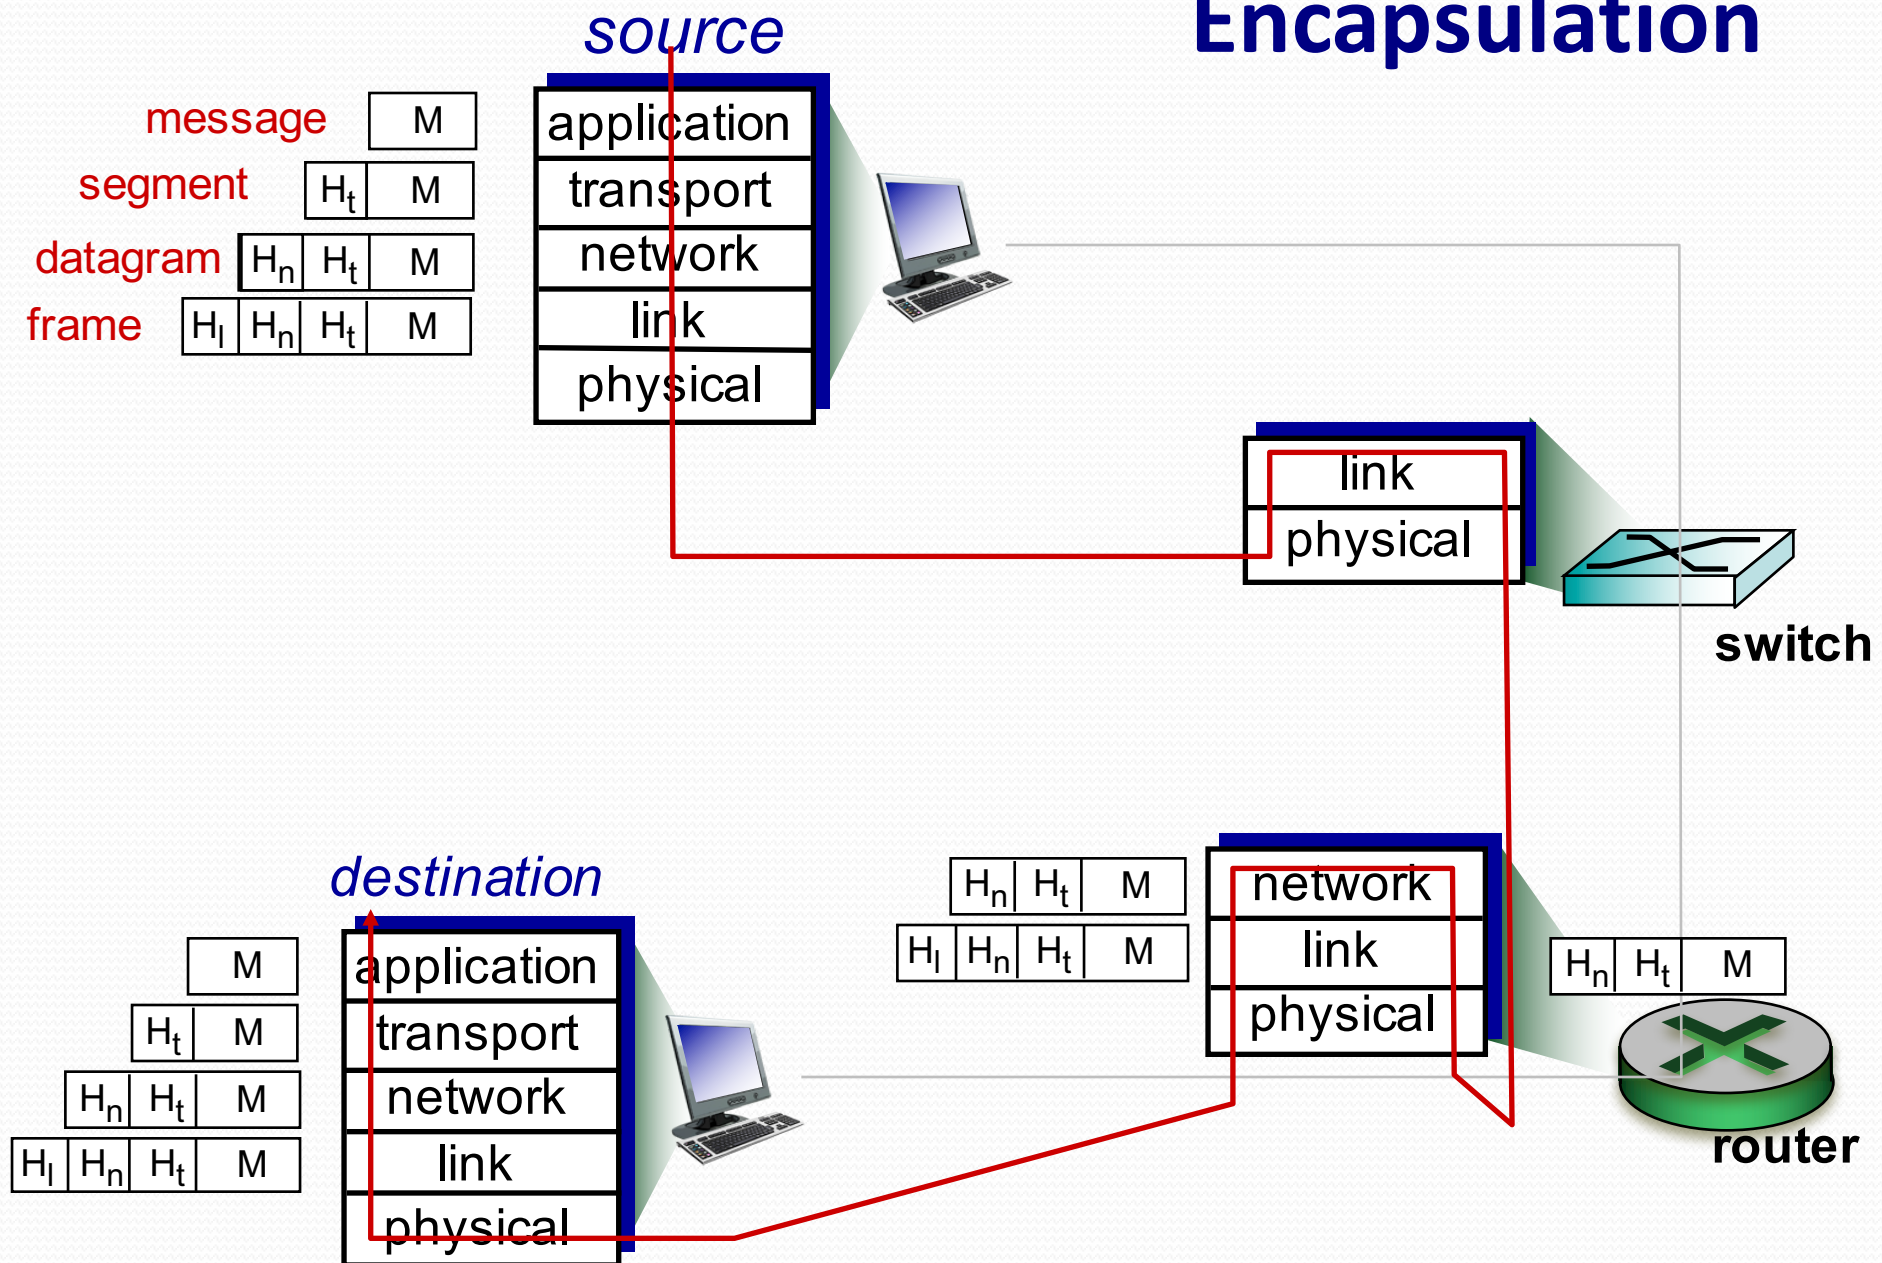 Encapsulation
source
message M
segment Ht M
datagram Hn Ht M
frame Hl Hn Ht M
application
transport
network
link
physical
link
physical
switch
destination
M
Ht M
Hn Ht M
Hl Hn Ht M
application
transport
network
link
physical
Hn Ht M
Hl Hn Ht M
network
link
physical
Hn Ht M
router